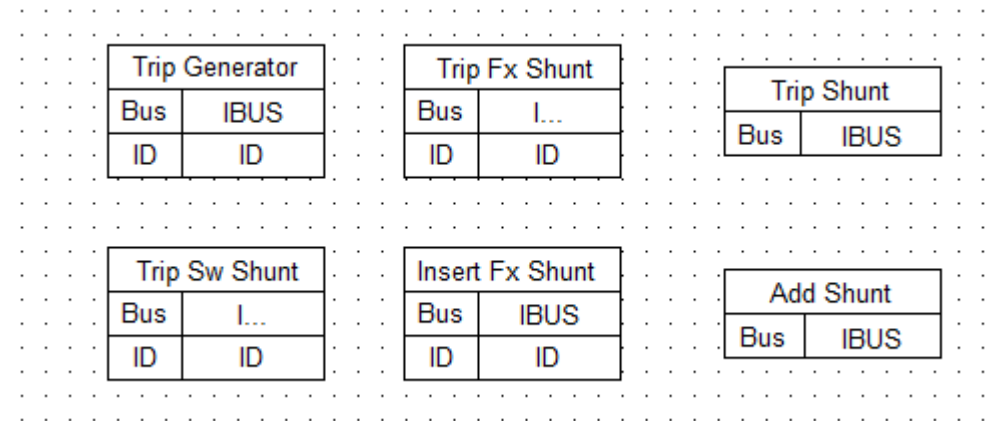 Trip Generator
Bus IBUS
ID ID
Trip Fx Shunt
Bus I...
ID ID
Trip Shunt
Bus IBUS
Trip Sw Shunt
Bus I...
ID ID
Insert Fx Shunt
Bus IBUS
ID ID
Add Shunt
Bus IBUS